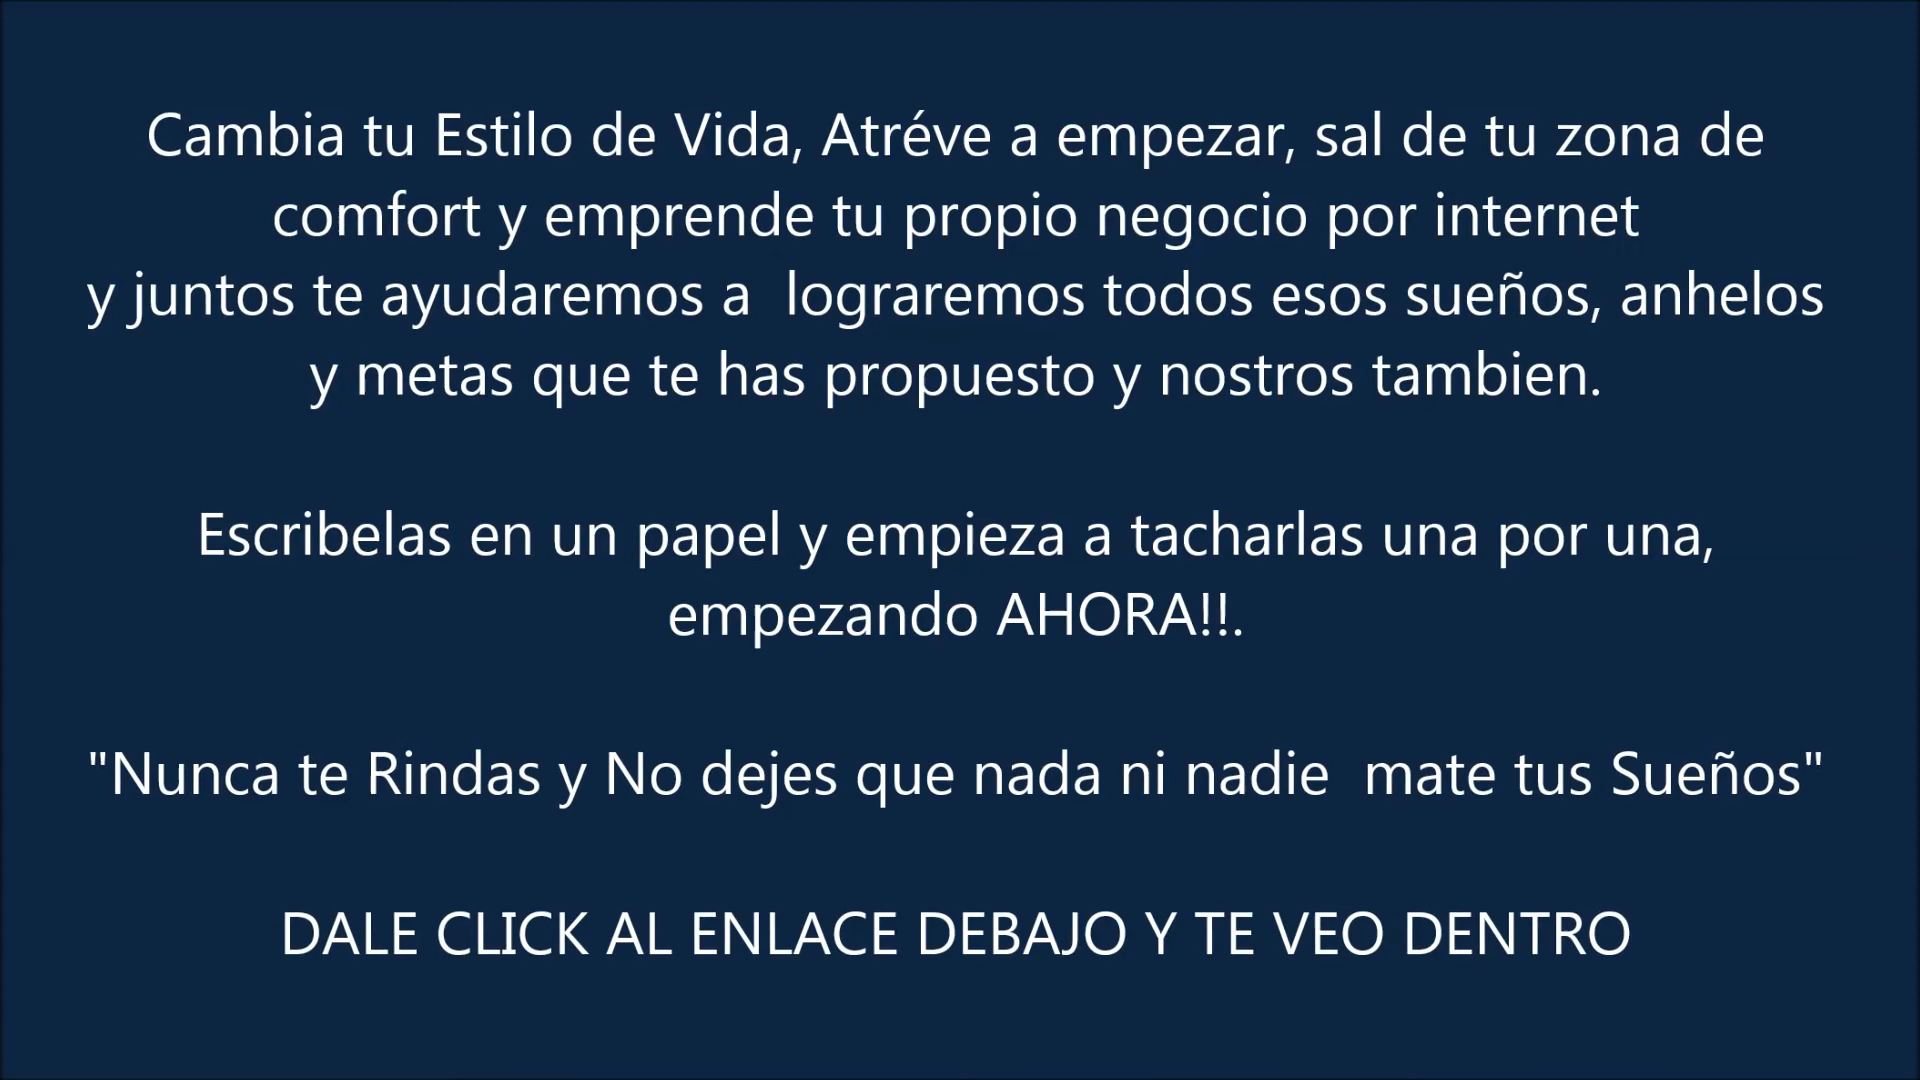 Cambia tu Estilo de Vida, Atréve a empezar, sal de tu zona de
comfort y emprende tu propio negocio por internet
y juntos te ayudaremos a  lograremos todos esos sueños, anhelos
y metas que te has propuesto y nostros tambien.
Escribelas en un papel y empieza a tacharlas una por una,
empezando AHORA!!.
"Nunca te Rindas y No dejes que nada ni nadie  mate tus Sueños"
DALE CLICK AL ENLACE DEBAJO Y TE VEO DENTRO